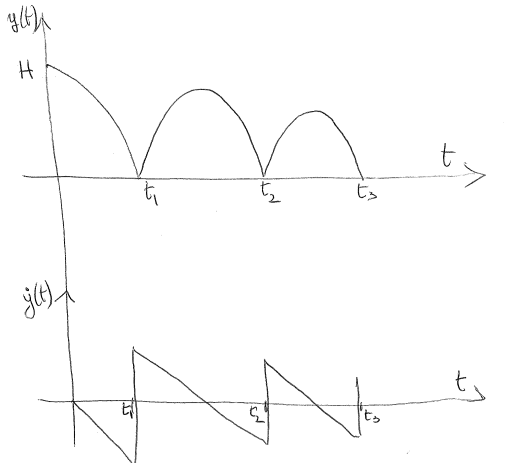 y(t)
H
t
t₁ t₂ t₃
ẏ(t)
t
t₁ t₂ t₃